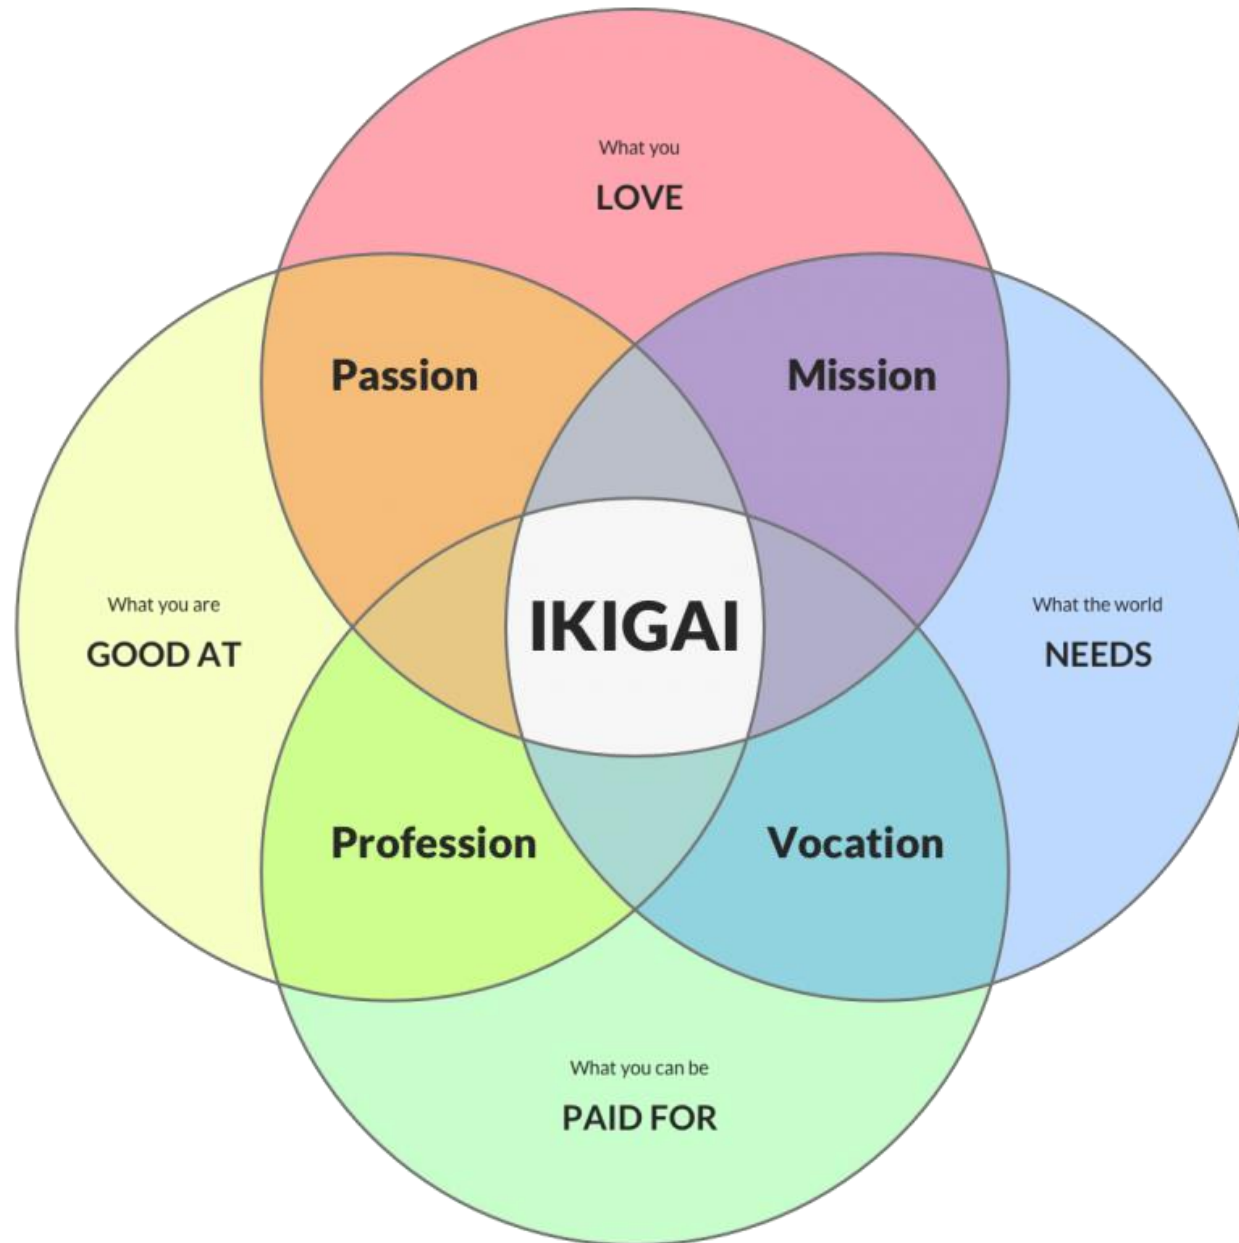 What you
LOVE
Passion
Mission
IKIGAI
What you are
GOOD AT
What the world
NEEDS
Profession
Vocation
What you can be
PAID FOR